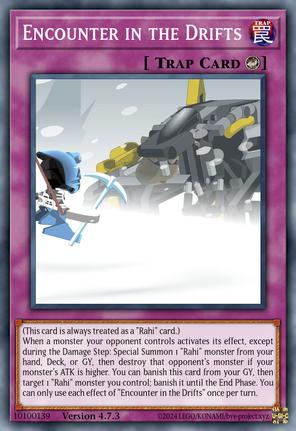 ENCOUNTER IN THE DRIFTS
TRAP
罠
[ TRAP CARD ]
(This card is always treated as a "Rahi" card.)
When a monster your opponent controls activates its effect, except
during the Damage Step: Special Summon 1 "Rahi" monster from your
hand, Deck, or GY, then destroy that opponent's monster if your
monster's ATK is higher. You can banish this card from your GY, then
target 1 "Rahi" monster you control; banish it until the End Phase. You
can only use each effect of "Encounter in the Drifts" once per turn.
10100139
Version 4.7.3
©2024 LEGO/KONAMI/bye-project.xyz